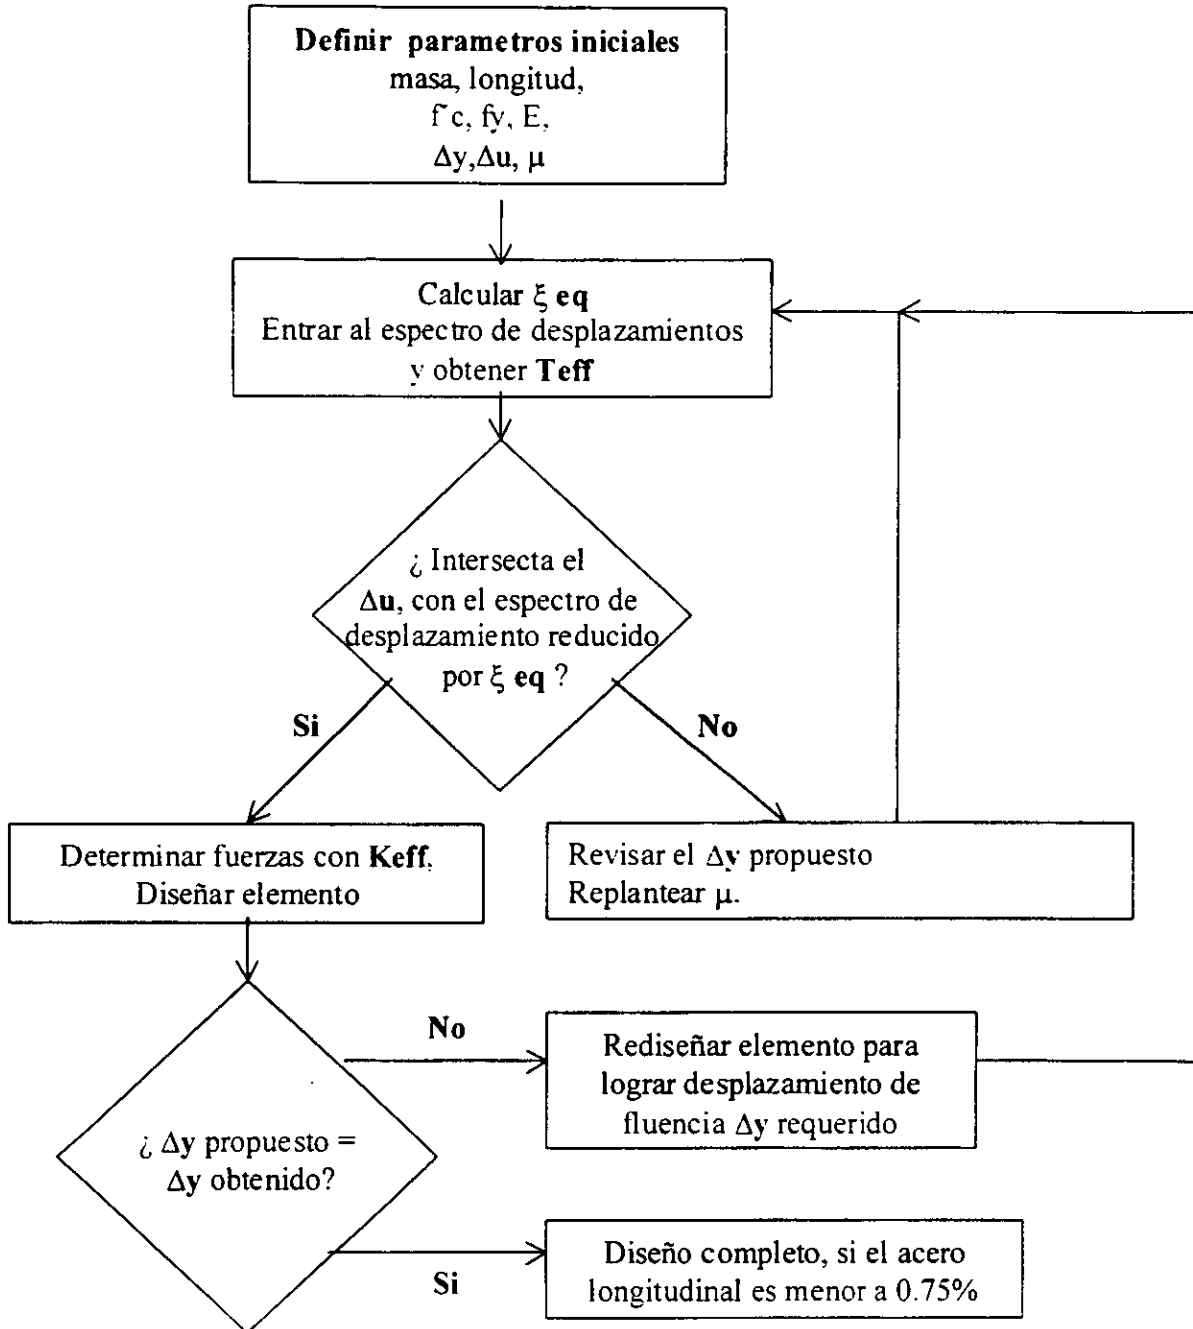 Definir parametros iniciales
masa, longitud,
f'c, fy, E,
Δy,Δu, μ
Calcular ξ eq
Entrar al espectro de desplazamientos
y obtener Teff
¿ Intersecta el
Δu, con el espectro de
desplazamiento reducido
por ξ eq ?
Si
No
Determinar fuerzas con Keff,
Diseñar elemento
Revisar el Δy propuesto
Replantear μ.
No
Rediseñar elemento para
lograr desplazamiento de
fluencia Δy requerido
¿ Δy propuesto =
Δy obtenido?
Si
Diseño completo, si el acero
longitudinal es menor a 0.75%